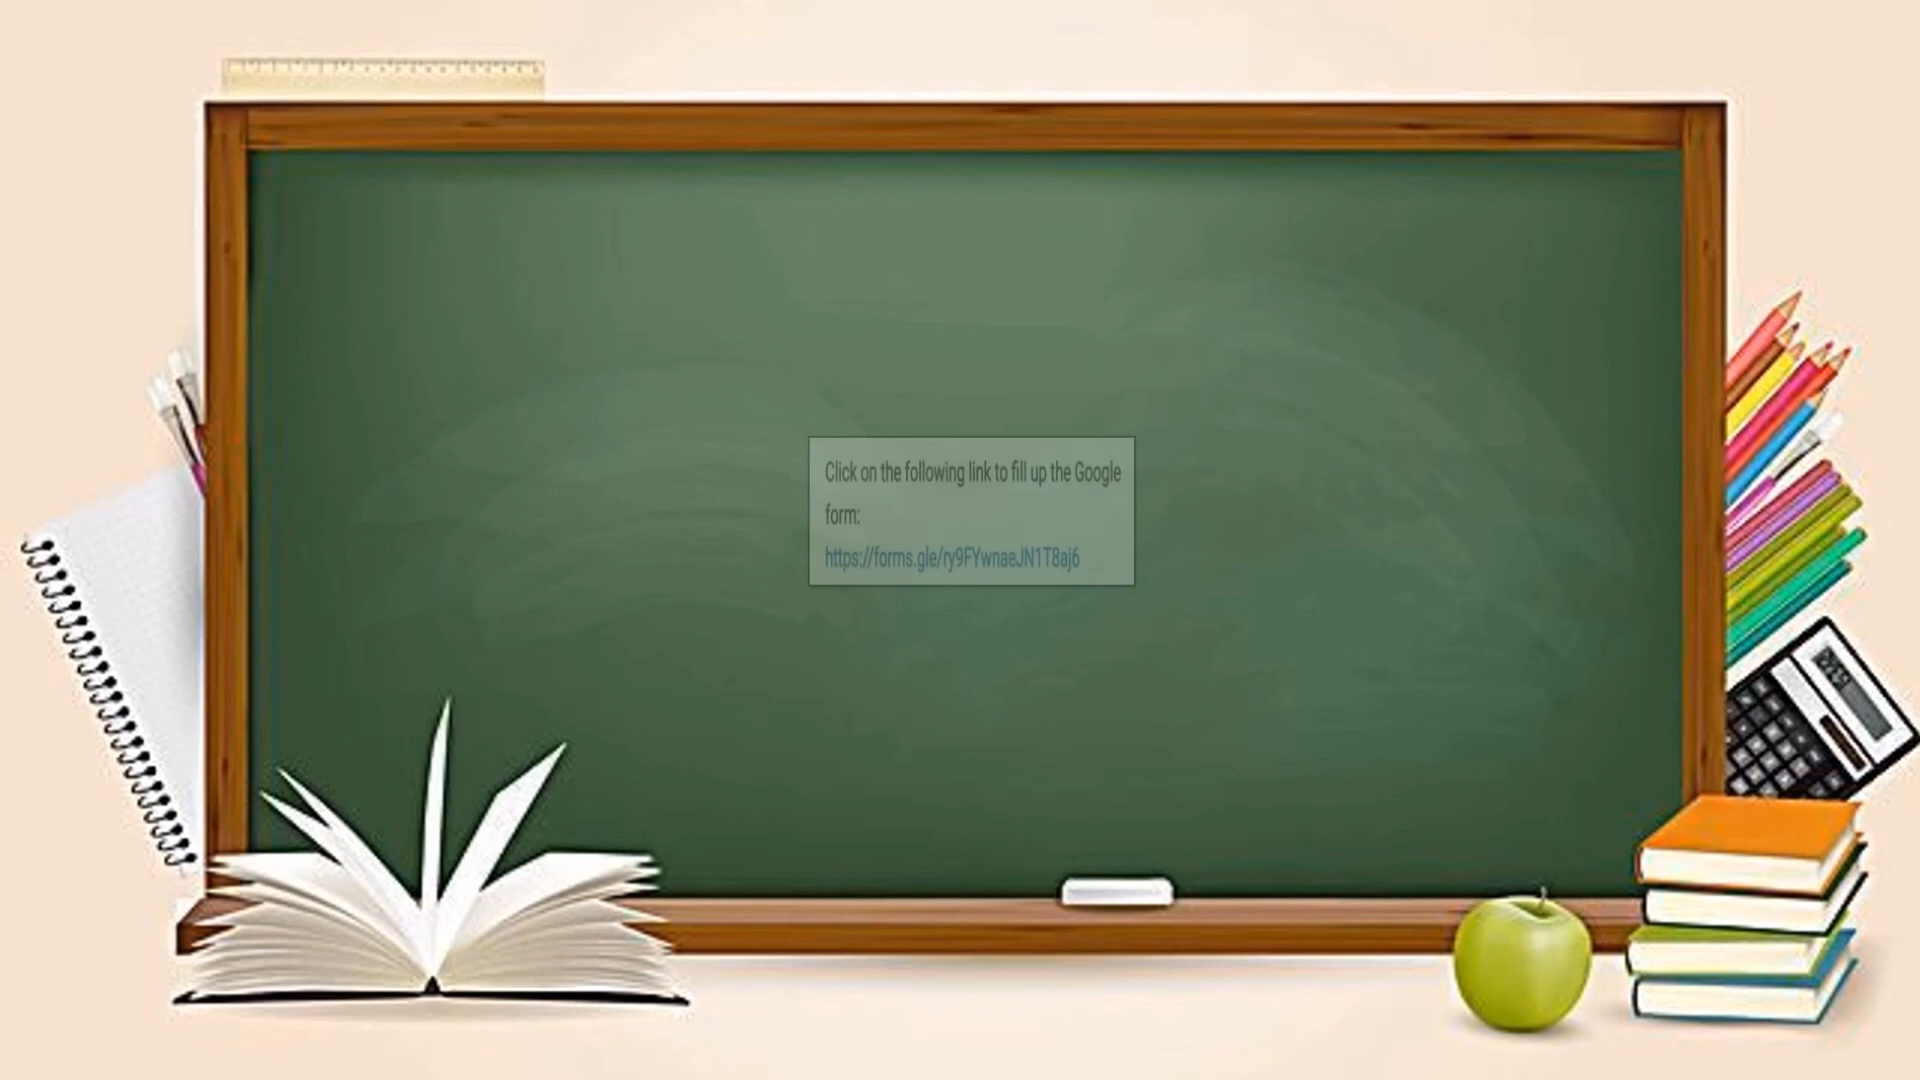 Click on the following link to fill up the Google
form:
https://forms.gle/ry9FYwnaeJN1T8aj6